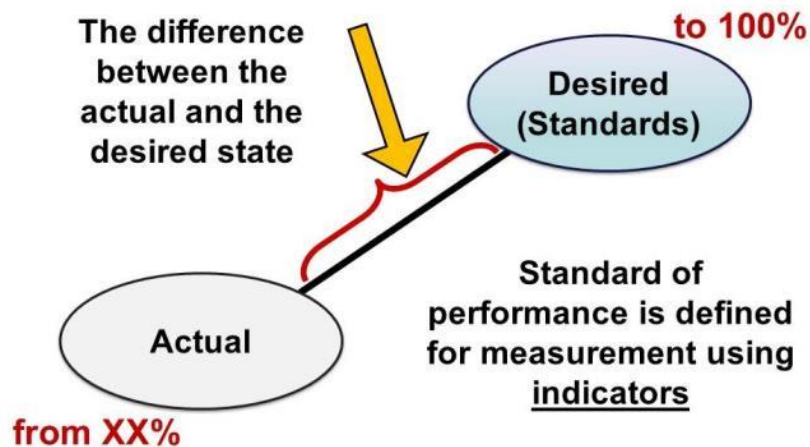 The difference
between the
actual and the
desired state
to 100%
Desired
(Standards)
Actual
from XX%
Standard of
performance is defined
for measurement using
indicators